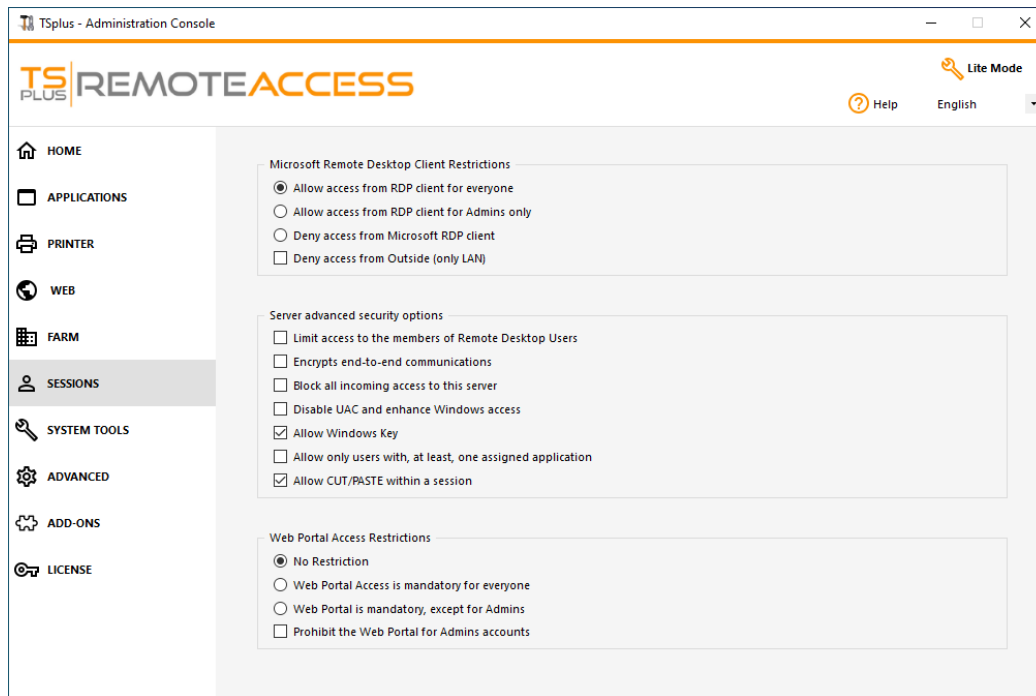 TSplus - Administration Console
TS PLUS REMOTEACCESS
Lite Mode
Help
English
HOME
APPLICATIONS
PRINTER
WEB
FARM
SESSIONS
SYSTEM TOOLS
ADVANCED
ADD-ONS
LICENSE
Microsoft Remote Desktop Client Restrictions
Allow access from RDP client for everyone
Allow access from RDP client for Admins only
Deny access from Microsoft RDP client
Deny access from Outside (only LAN)
Server advanced security options
Limit access to the members of Remote Desktop Users
Encrypts end-to-end communications
Block all incoming access to this server
Disable UAC and enhance Windows access
Allow Windows Key
Allow only users with, at least, one assigned application
Allow CUT/PASTE within a session
Web Portal Access Restrictions
No Restriction
Web Portal Access is mandatory for everyone
Web Portal is mandatory, except for Admins
Prohibit the Web Portal for Admins accounts